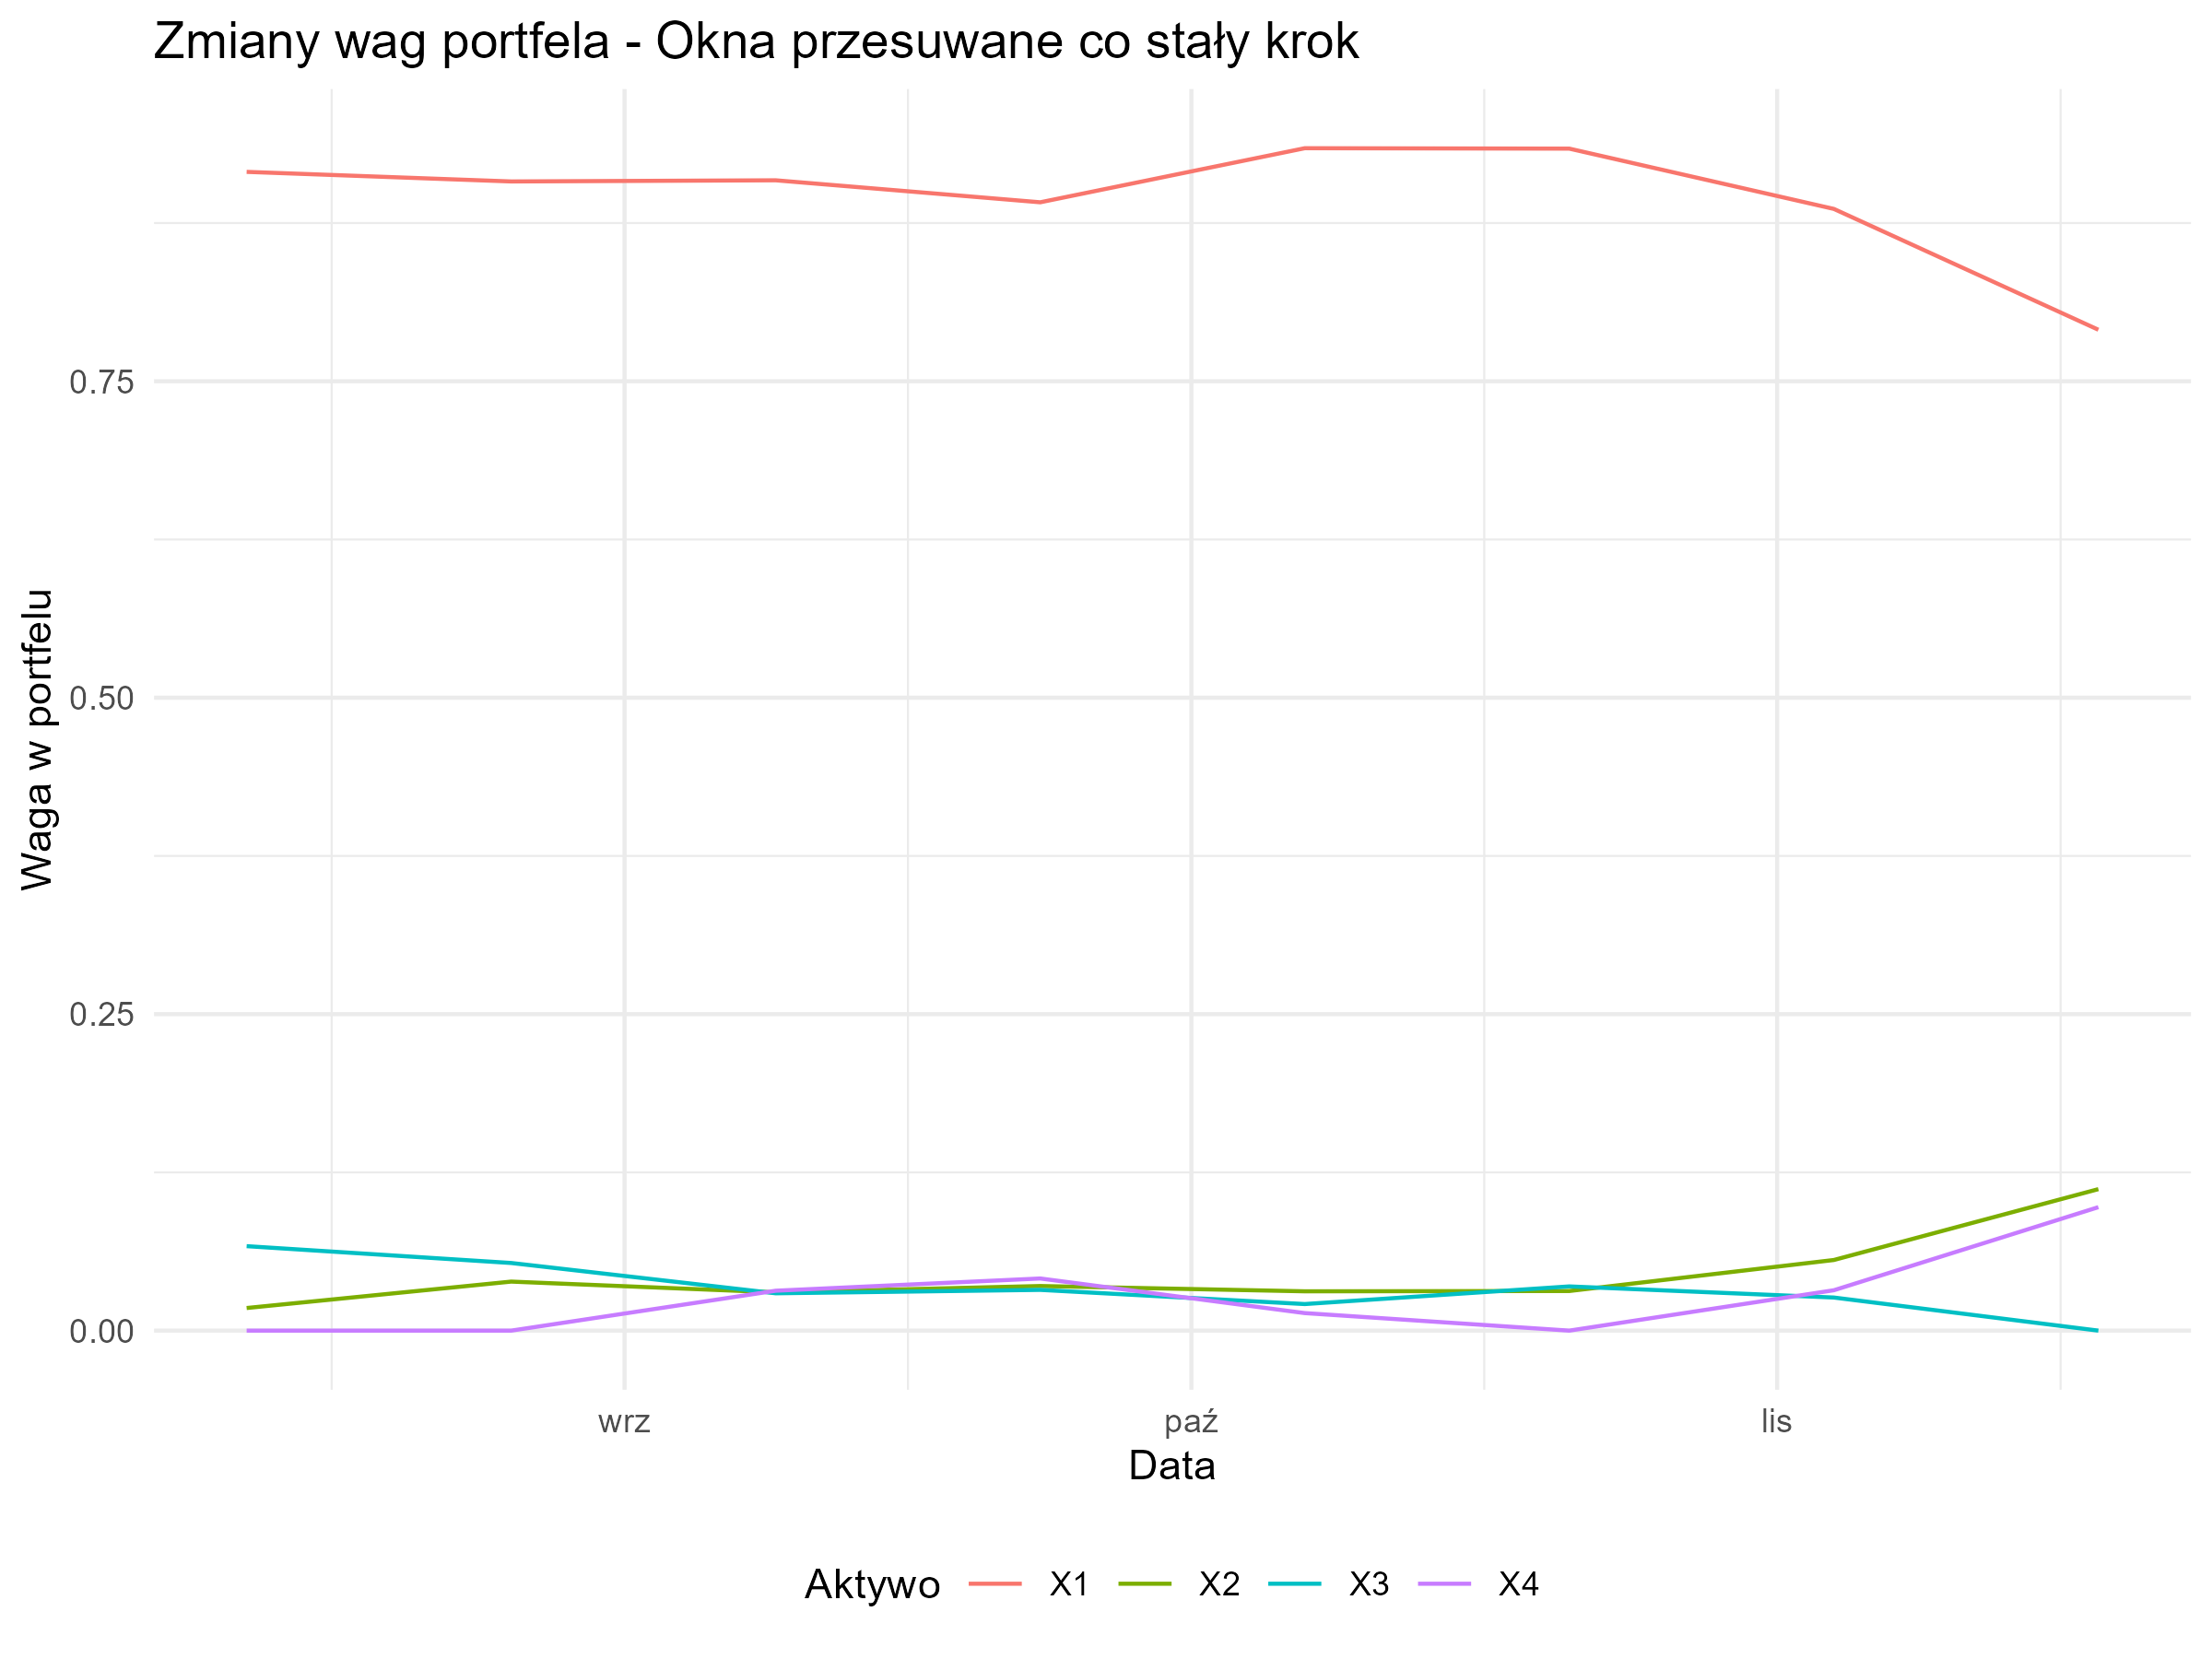 Zmiany wag portfela - Okna przesuwane co stały krok
Waga w portfelu
0.75
0.50
0.25
0.00
wrz paź lis
Data
Aktywo X1 X2 X3 X4